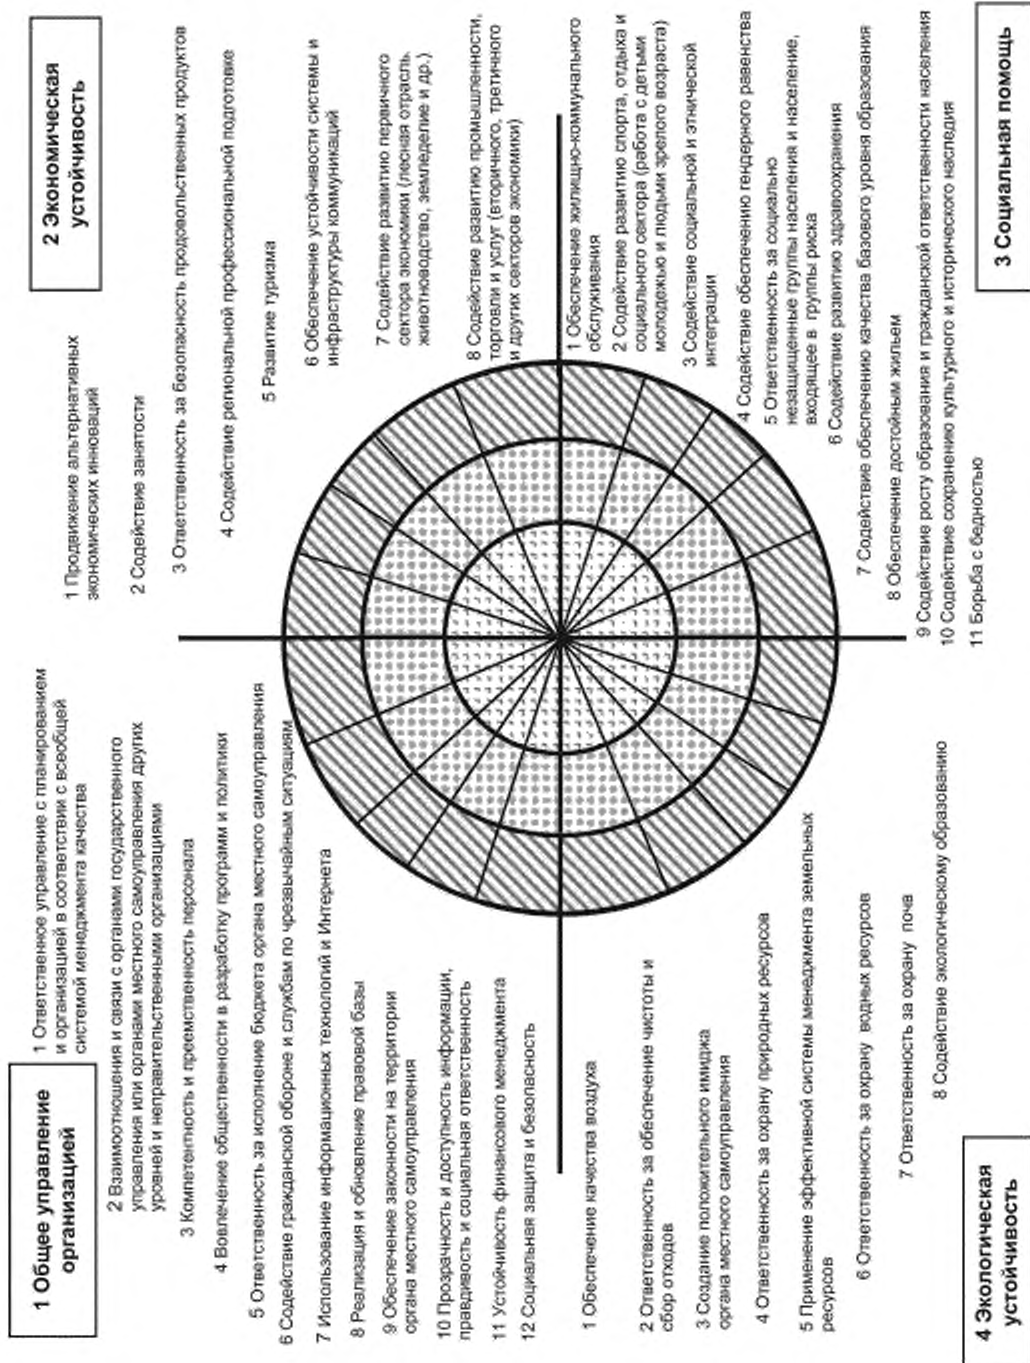 1 Общее управление
организацией
1 Ответственное управление с планированием
и организацией в соответствии с всеобщей
системой менеджмента качества
2 Взаимоотношения и связи с органами государственного
управления или органами местного самоуправления других
уровней и неправительственными организациями
3 Компетентность и преемственность персонала
4 Вовлечение общественности в разработку программ и политики
5 Ответственность за исполнение бюджета органа местного самоуправления
6 Содействие гражданской обороне и службам по чрезвычайным ситуациям
7 Использование информационных технологий и Интернета
8 Реализация и обновление правовой базы
9 Обеспечение законности на территории
органа местного самоуправления
10 Прозрачность и доступность информации,
правдивость и социальная ответственность
11 Устойчивость финансового менеджмента
12 Социальная защита и безопасность
2 Экономическая
устойчивость
1 Продвижение альтернативных
экономических инноваций
2 Содействие занятости
3 Ответственность за безопасность продовольственных продуктов
4 Содействие региональной профессиональной подготовке
5 Развитие туризма
6 Обеспечение устойчивости системы и
инфраструктуры коммуникаций
7 Содействие развитию первичного
сектора экономики (лесная отрасль,
животноводство, земледелие и др.)
8 Содействие развитию промышленности,
торговли и услуг (вторичного, третичного
и других секторов экономики)
3 Социальная помощь
1 Обеспечение жилищно-коммунального
обслуживания
2 Содействие развитию спорта, отдыха и
социального сектора (работа с детьми
молодежью и людьми зрелого возраста)
3 Содействие социальной и этнической
интеграции
4 Содействие обеспечению гендерного равенства
5 Ответственность за социально
незащищенные группы населения и население,
входящее в группы риска
6 Содействие развитию здравоохранения
7 Содействие обеспечению качества базового уровня образования
8 Обеспечение достойным жильем
9 Содействие росту образования и гражданской ответственности населения
10 Содействие сохранению культурного и исторического наследия
11 Борьба с бедностью
4 Экологическая
устойчивость
1 Обеспечение качества воздуха
2 Ответственность за обеспечение чистоты и
сбор отходов
3 Создание положительного имиджа
органа местного самоуправления
4 Ответственность за охрану природных ресурсов
5 Применение эффективной системы менеджмента земельных
ресурсов
6 Ответственность за охрану водных ресурсов
7 Ответственность за охрану почв
8 Содействие экологическому образованию